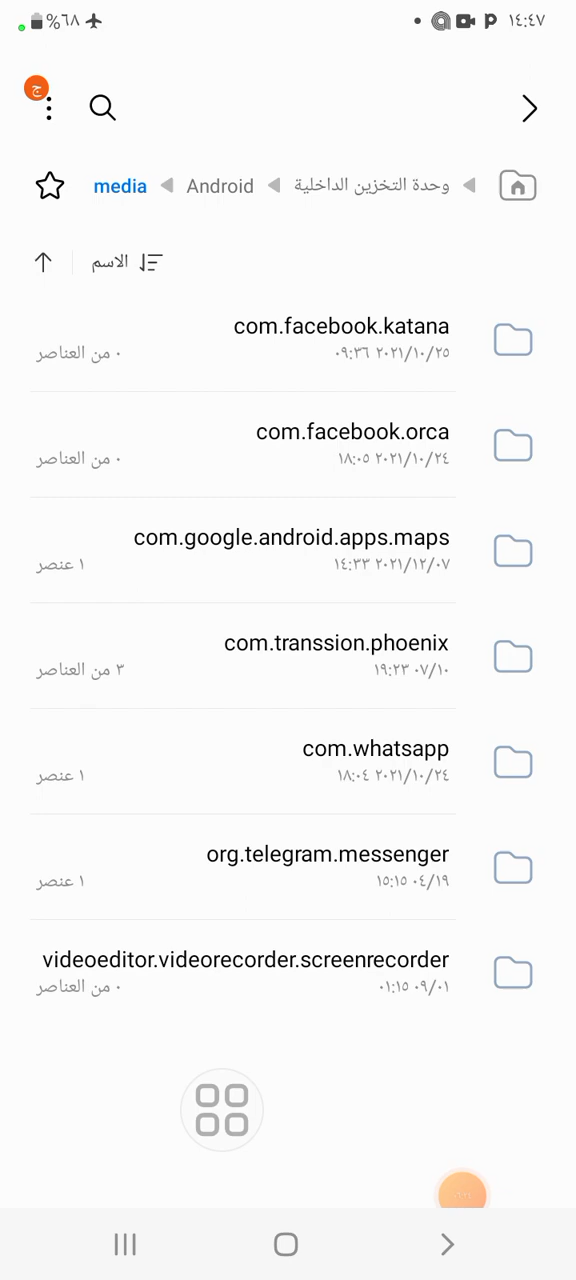 ١٤:٤٧
%٦٨
ج
وحدة التخزين الداخلية ◀ Android ◀ media
الاسم
com.facebook.katana
٢٠٢١/١٠/٢٥ ٠٩:٣٦
٠ من العناصر
com.facebook.orca
٢٠٢١/١٠/٢٤ ١٨:٠٥
٠ من العناصر
com.google.android.apps.maps
٢٠٢١/١٢/٠٧ ١٤:٣٣
١ عنصر
com.transsion.phoenix
٠٧/١٠ ١٩:٢٣
٣ من العناصر
com.whatsapp
٢٠٢١/١٠/٢٤ ١٨:٠٤
١ عنصر
org.telegram.messenger
٠٤/١٩ ١٥:١٥
١ عنصر
videoeditor.videorecorder.screenrecorder
٠٩/٠١ ٠١:١٥
٠ من العناصر